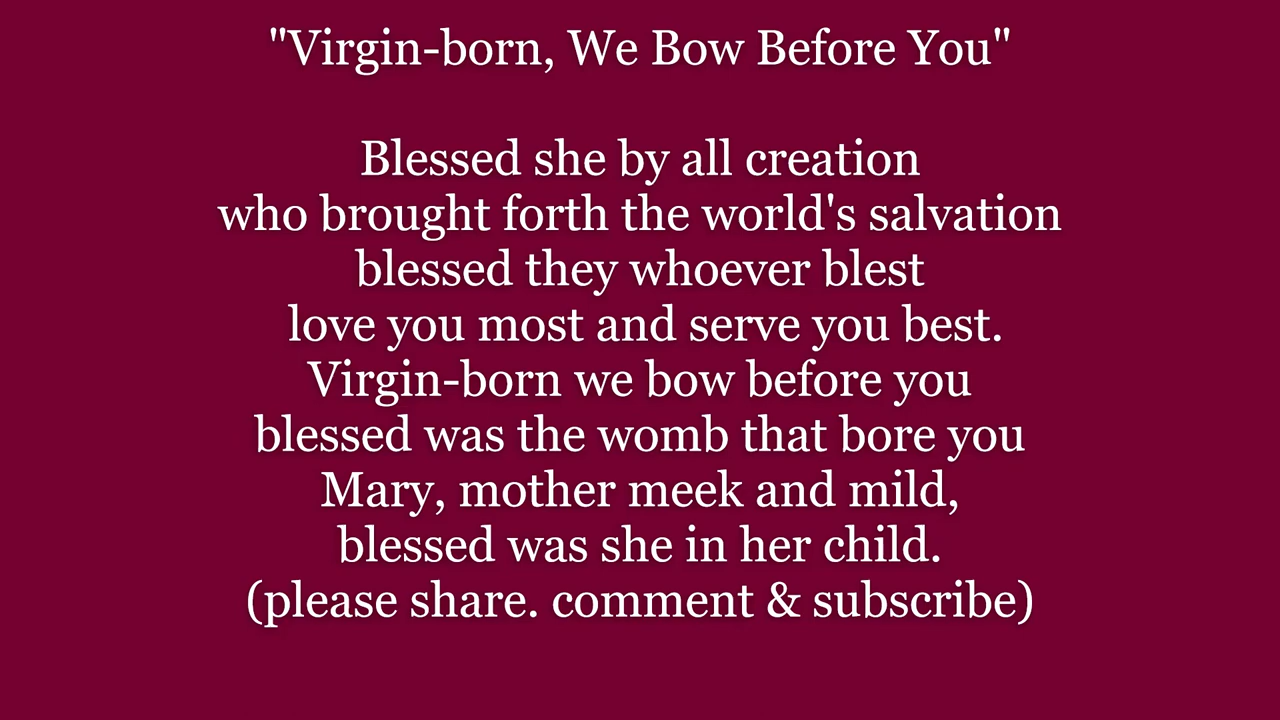 "Virgin-born, We Bow Before You"
Blessed she by all creation
who brought forth the world's salvation
blessed they whoever blest
love you most and serve you best.
Virgin-born we bow before you
blessed was the womb that bore you
Mary, mother meek and mild,
blessed was she in her child.
(please share. comment & subscribe)